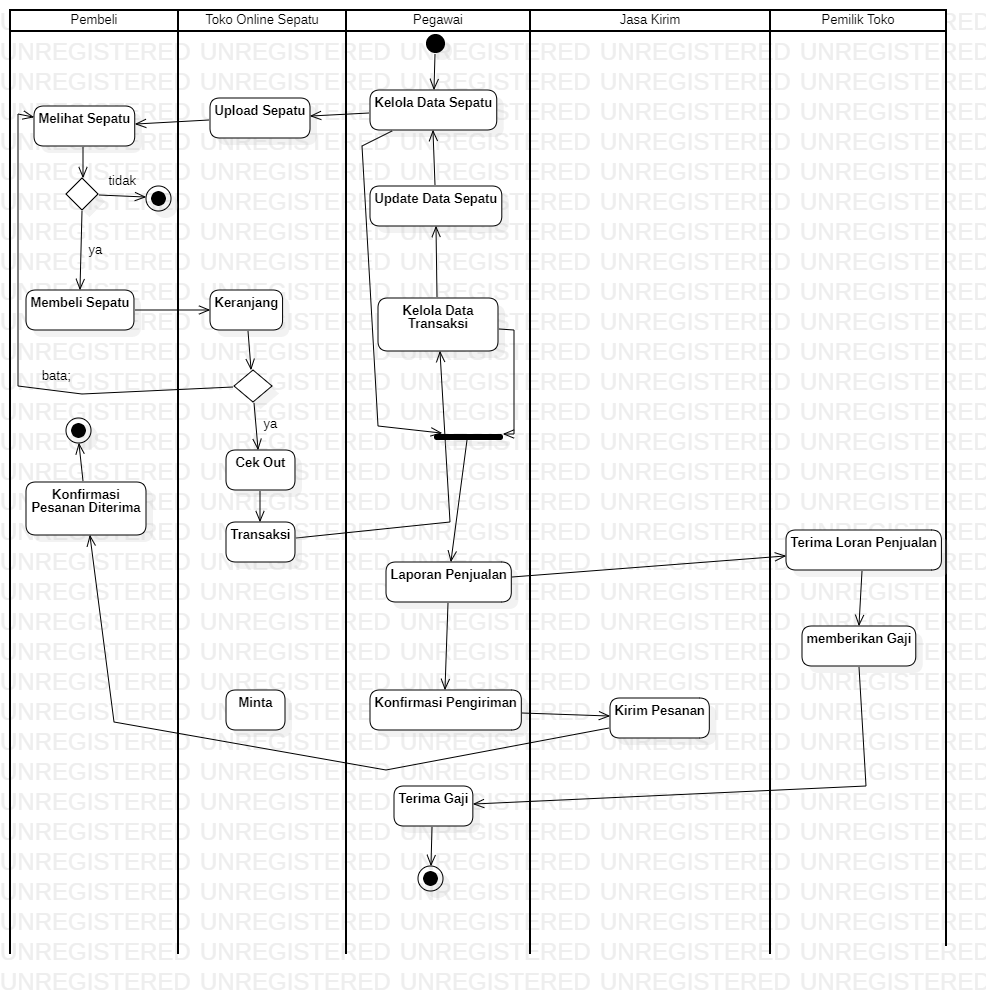 Pembeli
Toko Online Sepatu
Pegawai
Jasa Kirim
Pemilik Toko
Kelola Data Sepatu
Upload Sepatu
Melihat Sepatu
tidak
Update Data Sepatu
ya
Membeli Sepatu
Keranjang
Kelola Data
Transaksi
bata;
ya
Cek Out
Konfirmasi
Pesanan Diterima
Transaksi
Terima Loran Penjualan
Laporan Penjualan
memberikan Gaji
Minta
Konfirmasi Pengiriman
Kirim Pesanan
Terima Gaji
UNREGISTERED